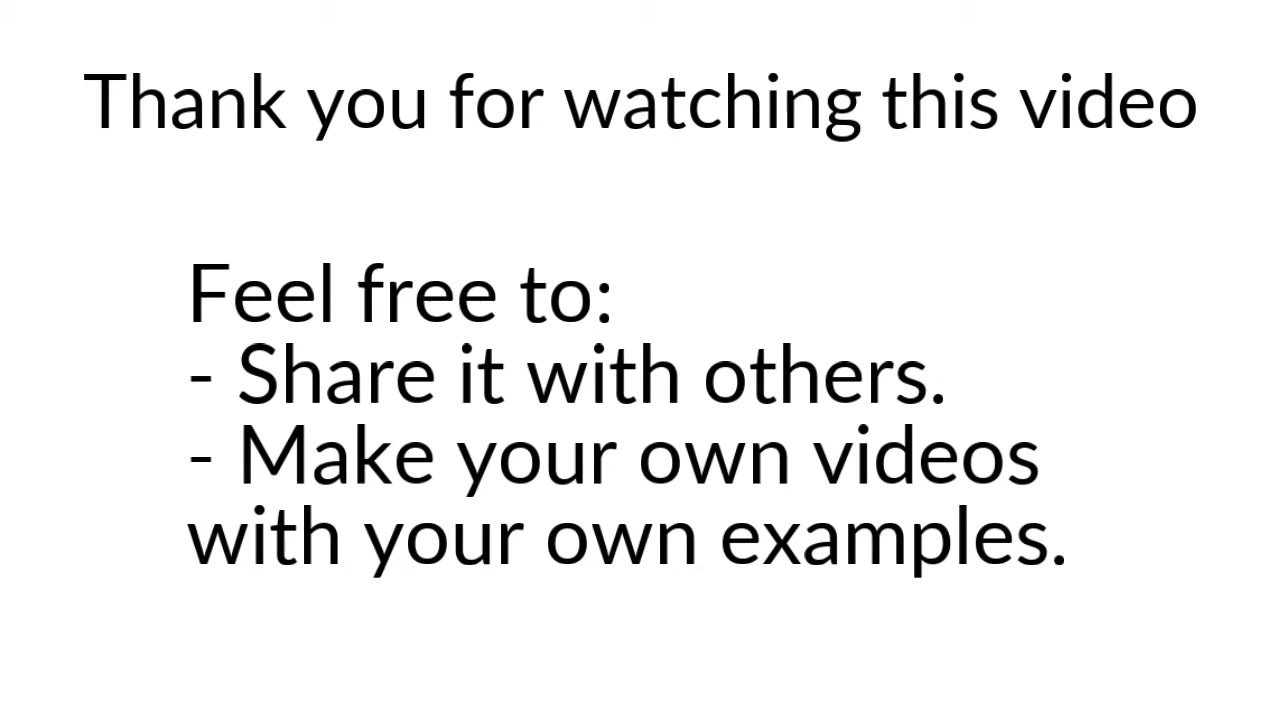 Thank you for watching this video
Feel free to:
- Share it with others.
- Make your own videos
with your own examples.